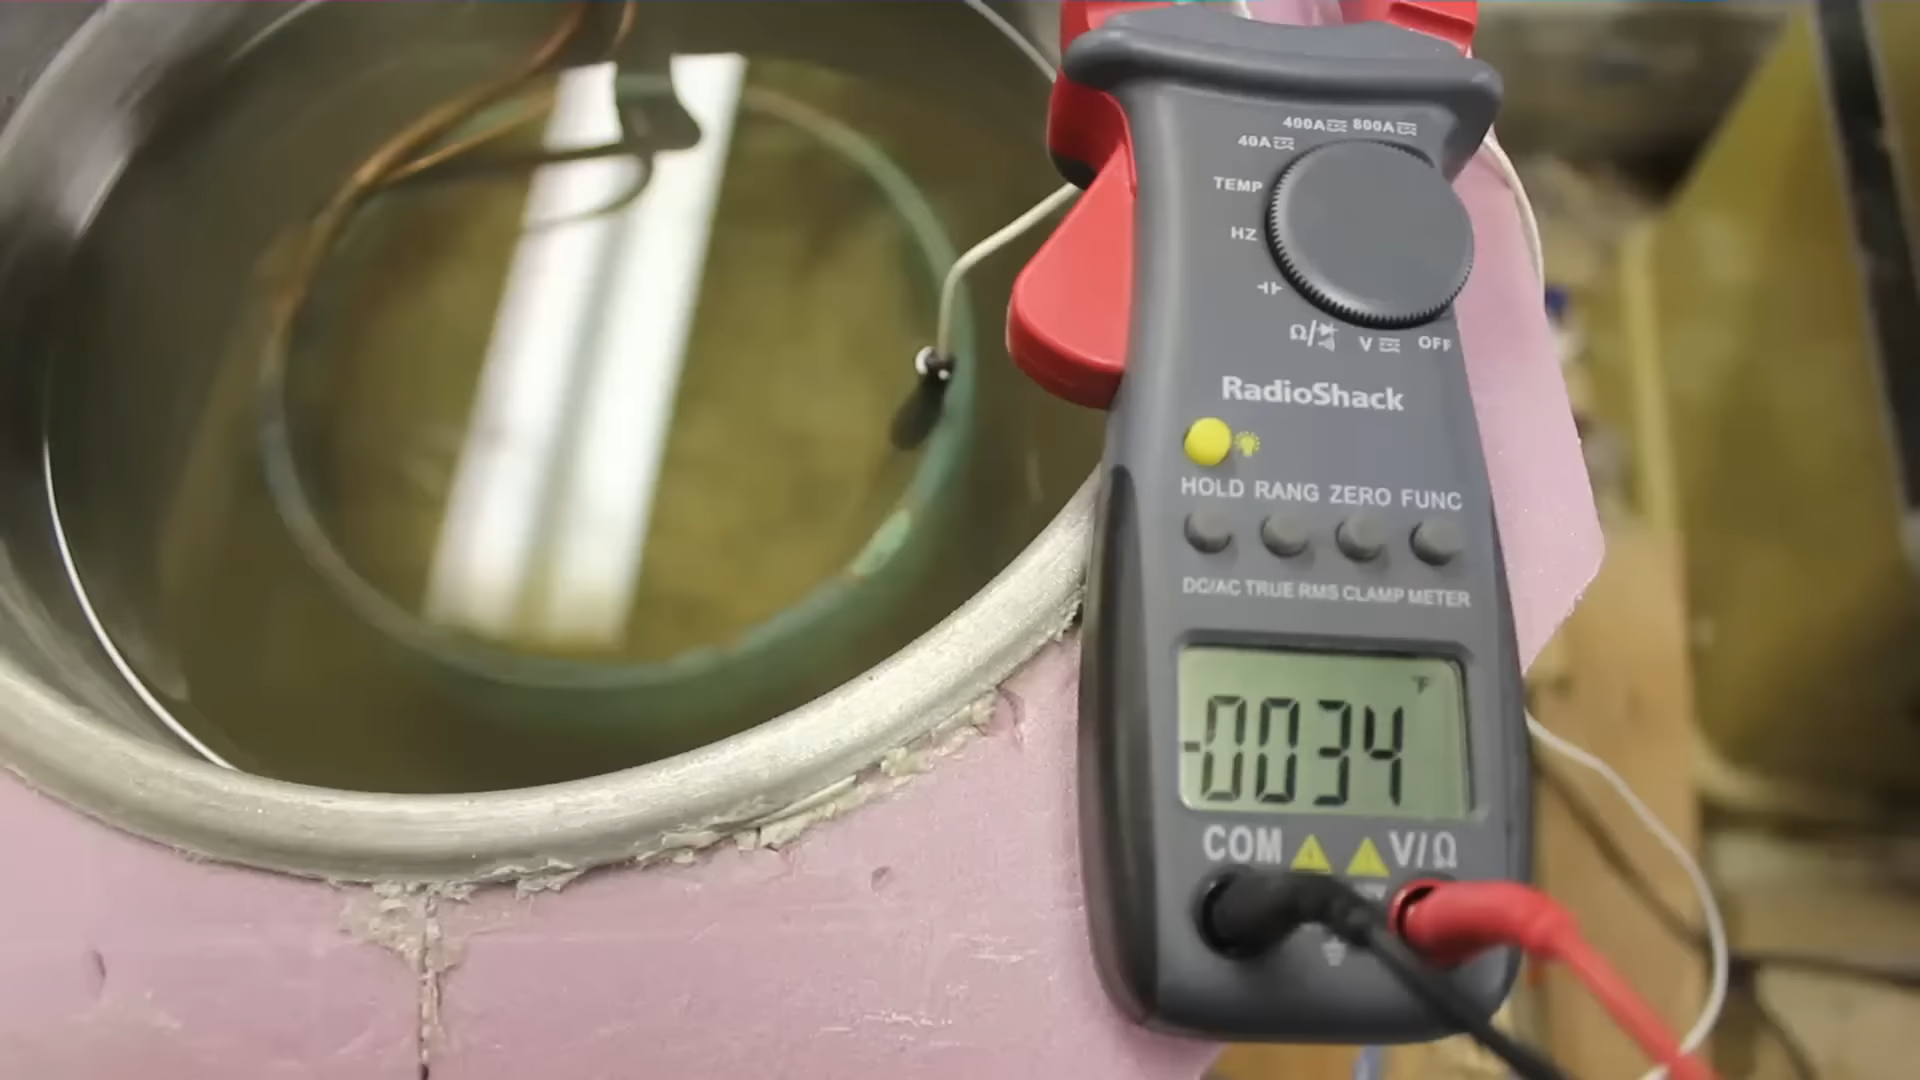 400A 800A
40A
TEMP
HZ
Ω/
V OFF
RadioShack
HOLD RANG ZERO FUNC
DC/AC TRUE RMS CLAMP METER
°F
-0034
COM V/Ω